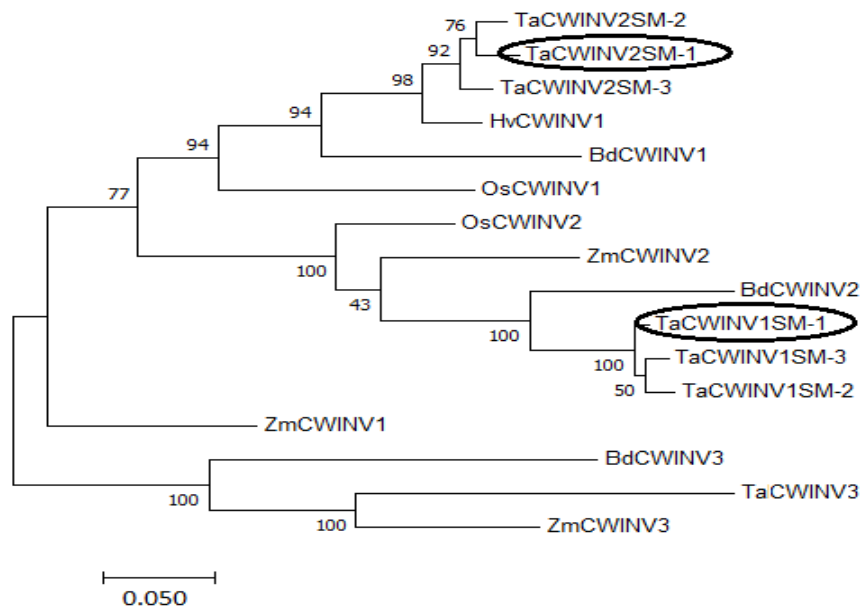 TaCWINV2SM-2
76
TaCWINV2SM-1
92
TaCWINV2SM-3
98
HvCWINV1
94
BdCWINV1
94
OsCWINV1
77
OsCWINV2
100
ZmCWINV2
43
BdCWINV2
100
TaCWINV1SM-1
100
TaCWINV1SM-3
50
TaCWINV1SM-2
ZmCWINV1
BdCWINV3
100
TaCWINV3
100
ZmCWINV3
0.050